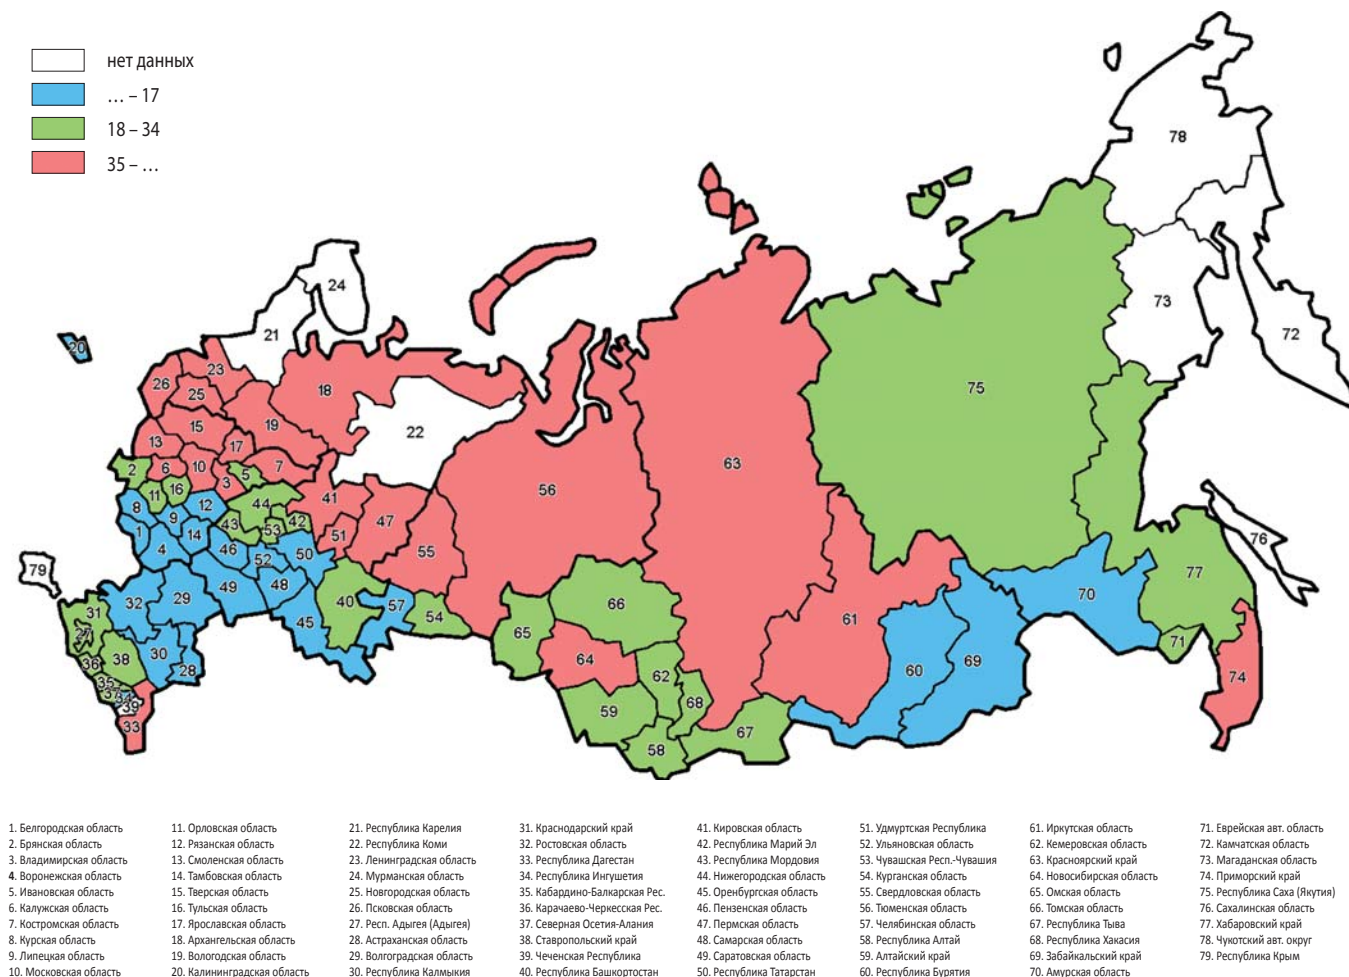 нет данных
… – 17
18 – 34
35 – …
78
24
21
73
72
20
23
26
25
18
75
19
15
22
13
17
63
2
6
10
7
5
3
56
11
16
41
47
8
12
44
9
43
53
42
51
55
76
1
14
4
46
52
50
79
77
49
48
70
32
29
31
45
40
57
54
66
61
27
65
71
36
38
30
28
64
60
69
35
62
74
37
34
59
68
39
33
58
67
1. Белгородская область
2. Брянская область
3. Владимирская область
4. Воронежская область
5. Ивановская область
6. Калужская область
7. Костромская область
8. Курская область
9. Липецкая область
10. Московская область
11. Орловская область
12. Рязанская область
13. Смоленская область
14. Тамбовская область
15. Тверская область
16. Тульская область
17. Ярославская область
18. Архангельская область
19. Вологодская область
20. Калининградская область
21. Республика Карелия
22. Республика Коми
23. Ленинградская область
24. Мурманская область
25. Новгородская область
26. Псковская область
27. Респ. Адыгея (Адыгея)
28. Астраханская область
29. Волгоградская область
30. Республика Калмыкия
31. Краснодарский край
32. Ростовская область
33. Республика Дагестан
34. Республика Ингушетия
35. Кабардино-Балкарская Рес.
36. Карачаево-Черкесская Рес.
37. Северная Осетия-Алания
38. Ставропольский край
39. Чеченская Республика
40. Республика Башкортостан
41. Кировская область
42. Республика Марий Эл
43. Республика Мордовия
44. Нижегородская область
45. Оренбургская область
46. Пензенская область
47. Пермская область
48. Самарская область
49. Саратовская область
50. Республика Татарстан
51. Удмуртская Республика
52. Ульяновская область
53. Чувашская Респ.-Чувашия
54. Курганская область
55. Свердловская область
56. Тюменская область
57. Челябинская область
58. Республика Алтай
59. Алтайский край
60. Республика Бурятия
61. Иркутская область
62. Кемеровская область
63. Красноярский край
64. Новосибирская область
65. Омская область
66. Томская область
67. Республика Тыва
68. Республика Хакасия
69. Забайкальский край
70. Амурская область
71. Еврейская авт. область
72. Камчатская область
73. Магаданская область
74. Приморский край
75. Республика Саха (Якутия)
76. Сахалинская область
77. Хабаровский край
78. Чукотский авт. округ
79. Республика Крым